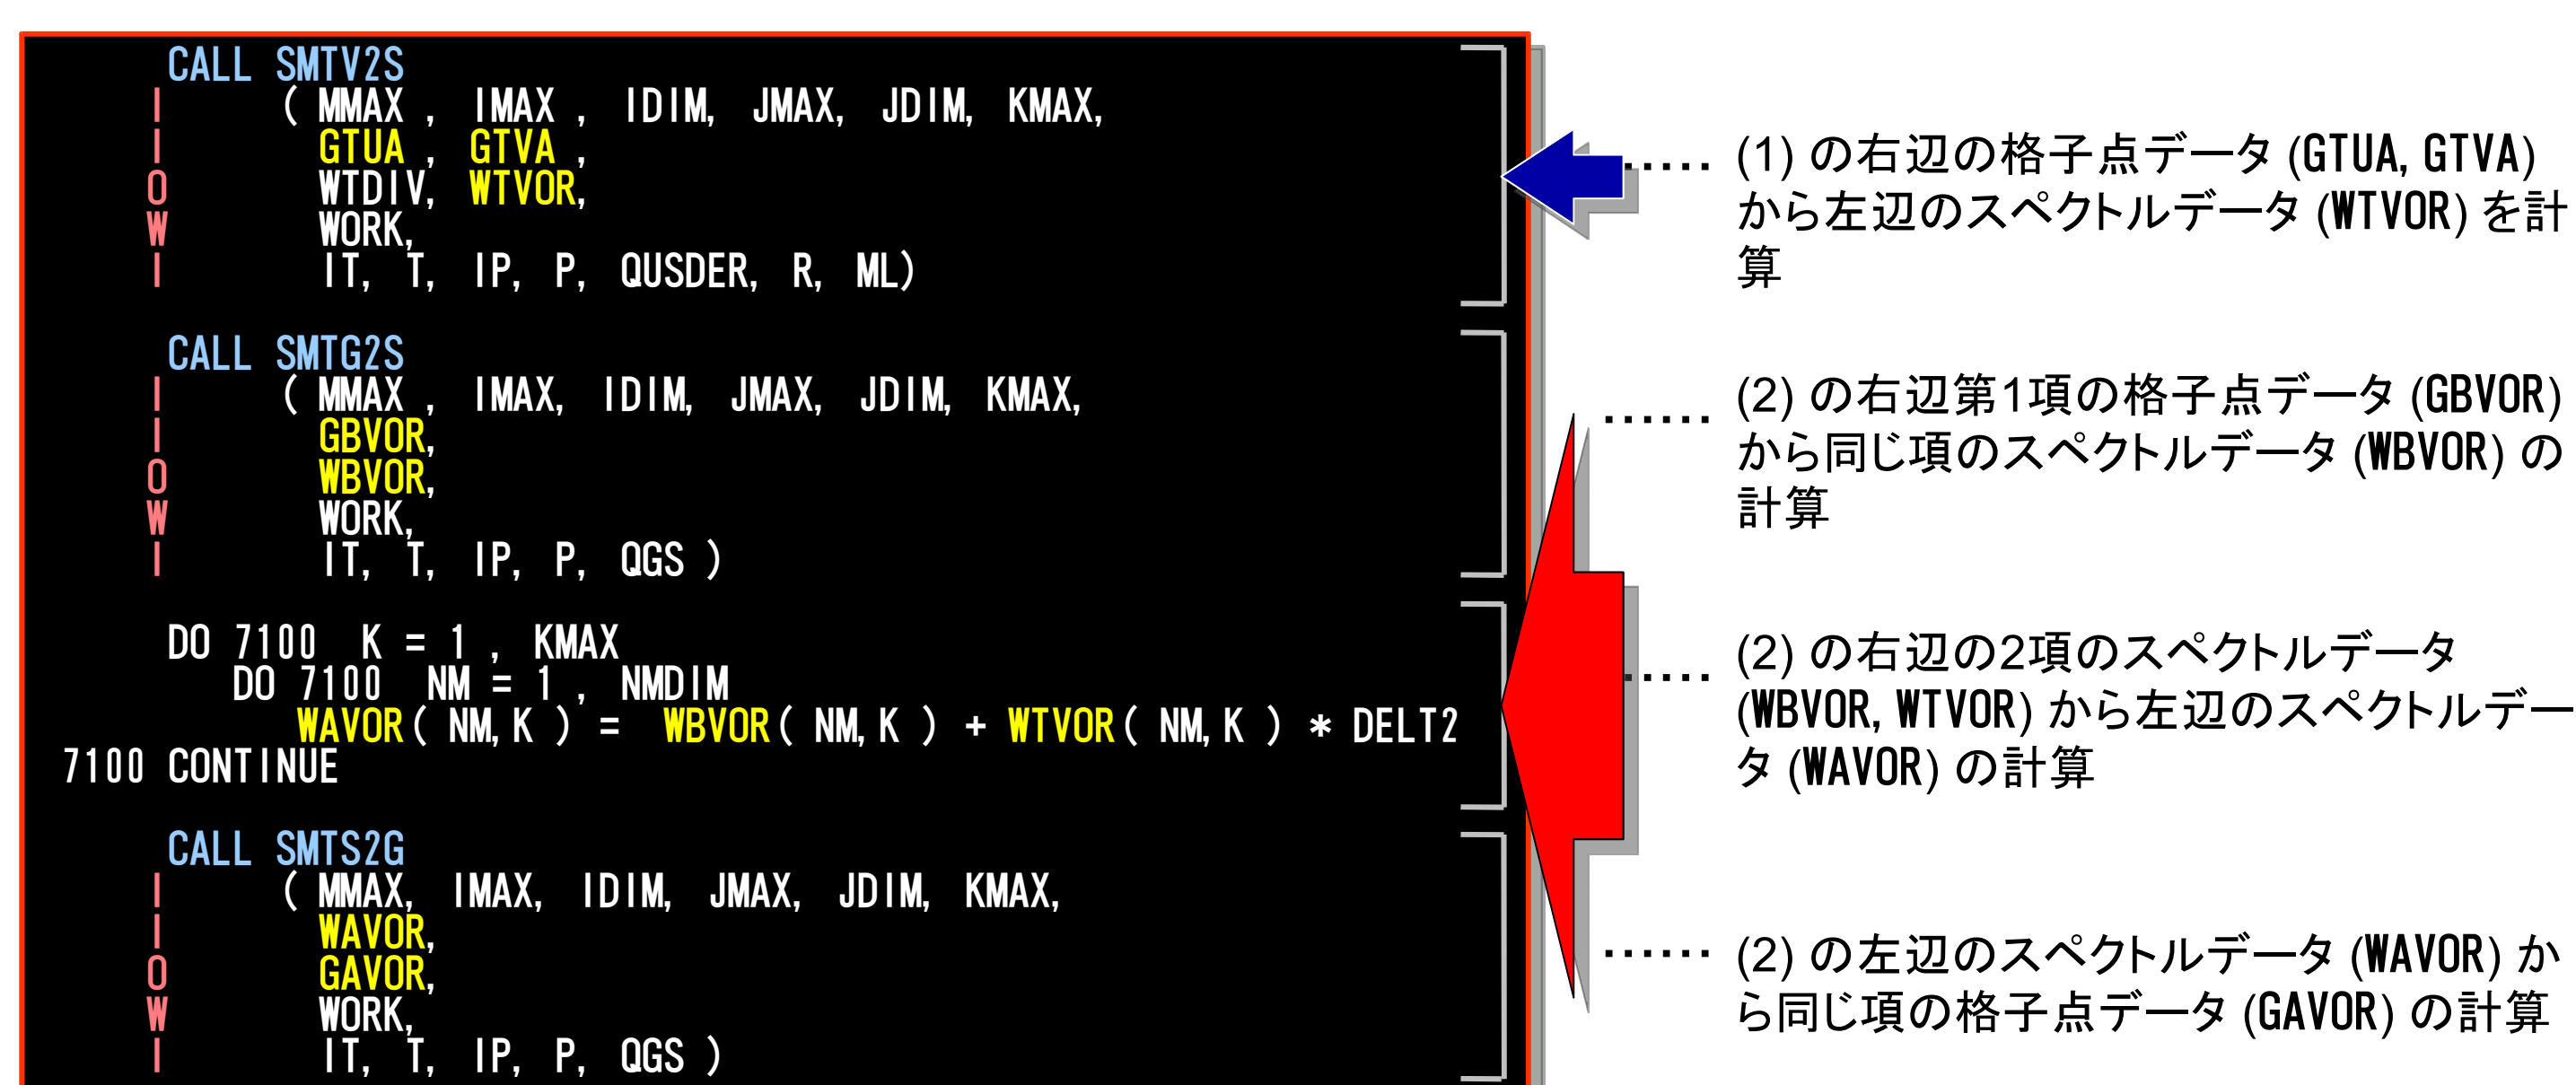 CALL SMTV2S
I ( MMAX , IMAX , IDIM, JMAX, JDIM, KMAX,
I GTUA , GTVA ,
O WTDIV, WTVOR,
W WORK,
I IT, T, IP, P, QUSDER, R, ML)
CALL SMTG2S
I ( MMAX , IMAX, IDIM, JMAX, JDIM, KMAX,
I GBVOR,
O WBVOR,
W WORK,
I IT, T, IP, P, QGS )
DO 7100 K = 1 , KMAX
DO 7100 NM = 1 , NMDIM
WAVOR( NM,K ) = WBVOR( NM,K ) + WTVOR( NM,K ) * DELT2
7100 CONTINUE
CALL SMTS2G
I ( MMAX, IMAX, IDIM, JMAX, JDIM, KMAX,
I WAVOR,
O GAVOR,
W WORK,
I IT, T, IP, P, QGS )
…… (1) の右辺の格子点データ (GTUA, GTVA)
から左辺のスペクトルデータ (WTVOR) を計
算
…… (2) の右辺第1項の格子点データ (GBVOR)
から同じ項のスペクトルデータ (WBVOR) の
計算
…… (2) の右辺の2項のスペクトルデータ
(WBVOR, WTVOR) から左辺のスペクトルデー
タ (WAVOR) の計算
…… (2) の左辺のスペクトルデータ (WAVOR) か
ら同じ項の格子点データ (GAVOR) の計算